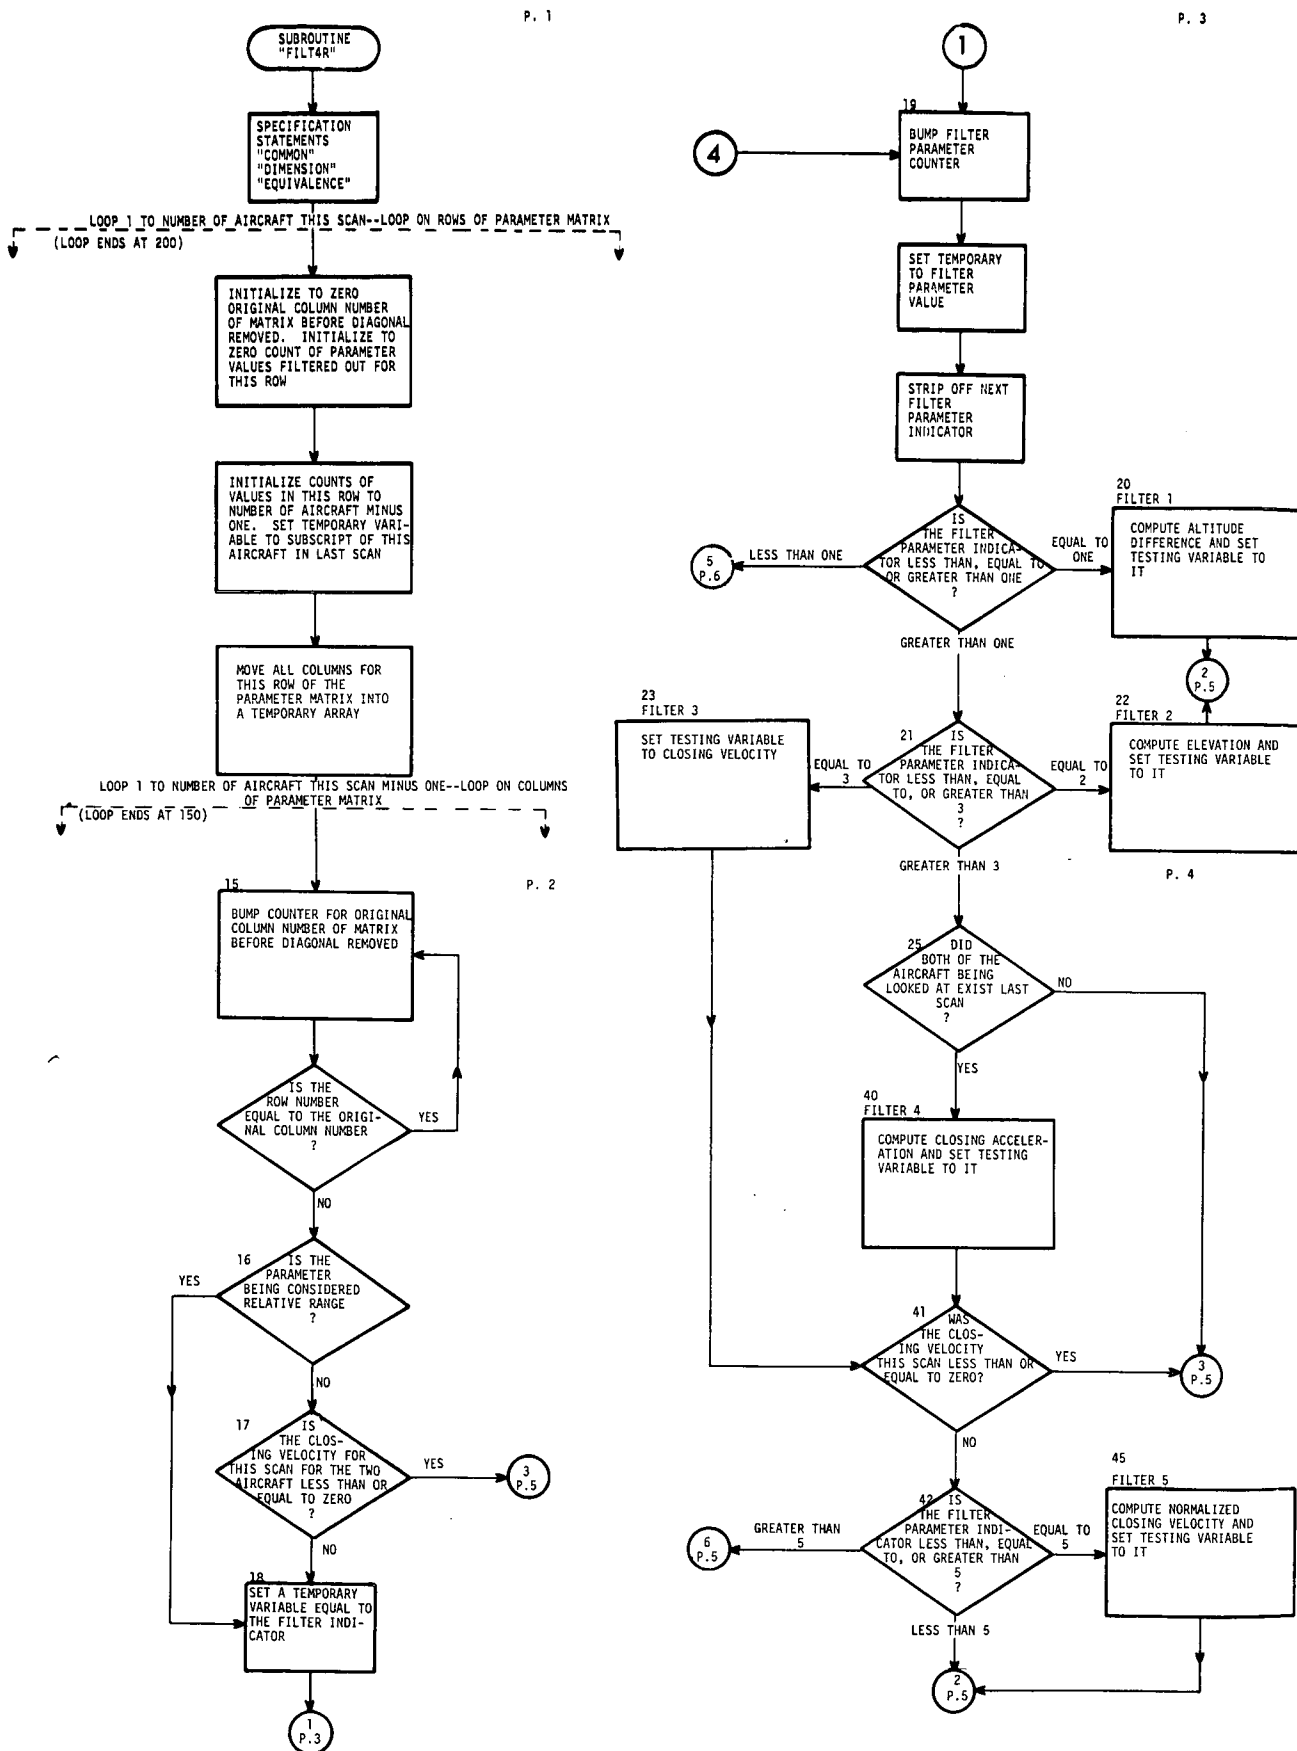 P. 1
SUBROUTINE
"FILT4R"
SPECIFICATION
STATEMENTS
"COMMON"
"DIMENSION"
"EQUIVALENCE"
LOOP 1 TO NUMBER OF AIRCRAFT THIS SCAN--LOOP ON ROWS OF PARAMETER MATRIX
(LOOP ENDS AT 200)
INITIALIZE TO ZERO
ORIGINAL COLUMN NUMBER
OF MATRIX BEFORE DIAGONAL
REMOVED. INITIALIZE TO
ZERO COUNT OF PARAMETER
VALUES FILTERED OUT FOR
THIS ROW
INITIALIZE COUNTS OF
VALUES IN THIS ROW TO
NUMBER OF AIRCRAFT MINUS
ONE. SET TEMPORARY VARI-
ABLE TO SUBSCRIPT OF THIS
AIRCRAFT IN LAST SCAN
MOVE ALL COLUMNS FOR
THIS ROW OF THE
PARAMETER MATRIX INTO
A TEMPORARY ARRAY
LOOP 1 TO NUMBER OF AIRCRAFT THIS SCAN MINUS ONE--LOOP ON COLUMNS
OF PARAMETER MATRIX
(LOOP ENDS AT 150)
P. 2
15
BUMP COUNTER FOR ORIGINAL
COLUMN NUMBER OF MATRIX
BEFORE DIAGONAL REMOVED
IS THE
ROW NUMBER
EQUAL TO THE ORIGI-
NAL COLUMN NUMBER
?
YES
NO
16
IS THE
PARAMETER
BEING CONSIDERED
RELATIVE RANGE
?
YES
NO
17
IS
THE CLOS-
ING VELOCITY FOR
THIS SCAN FOR THE TWO
AIRCRAFT LESS THAN OR
EQUAL TO ZERO
?
YES
3
P.5
NO
18
SET A TEMPORARY
VARIABLE EQUAL TO
THE FILTER INDI-
CATOR
1
P.3
P. 3
1
19
BUMP FILTER
PARAMETER
COUNTER
4
SET TEMPORARY
TO FILTER
PARAMETER
VALUE
STRIP OFF NEXT
FILTER
PARAMETER
INDICATOR
IS
THE FILTER
PARAMETER INDICA-
TOR LESS THAN, EQUAL TO
OR GREATER THAN ONE
?
LESS THAN ONE
5
P.6
EQUAL TO
ONE
20
FILTER 1
COMPUTE ALTITUDE
DIFFERENCE AND SET
TESTING VARIABLE TO
IT
2
P.5
GREATER THAN ONE
21
IS
THE FILTER
PARAMETER INDICA-
TOR LESS THAN, EQUAL
TO, OR GREATER THAN
3
?
EQUAL TO
3
23
FILTER 3
SET TESTING VARIABLE
TO CLOSING VELOCITY
EQUAL TO
2
22
FILTER 2
COMPUTE ELEVATION AND
SET TESTING VARIABLE
TO IT
GREATER THAN 3
P. 4
25
DID
BOTH OF THE
AIRCRAFT BEING
LOOKED AT EXIST LAST
SCAN
?
NO
YES
40
FILTER 4
COMPUTE CLOSING ACCELER-
ATION AND SET TESTING
VARIABLE TO IT
41
WAS
THE CLOS-
ING VELOCITY
THIS SCAN LESS THAN OR
EQUAL TO ZERO?
YES
3
P.5
NO
42
IS
THE FILTER
PARAMETER INDI-
CATOR LESS THAN, EQUAL
TO, OR GREATER THAN
5
?
GREATER THAN
5
6
P.5
EQUAL TO
5
45
FILTER 5
COMPUTE NORMALIZED
CLOSING VELOCITY AND
SET TESTING VARIABLE
TO IT
LESS THAN 5
2
P.5